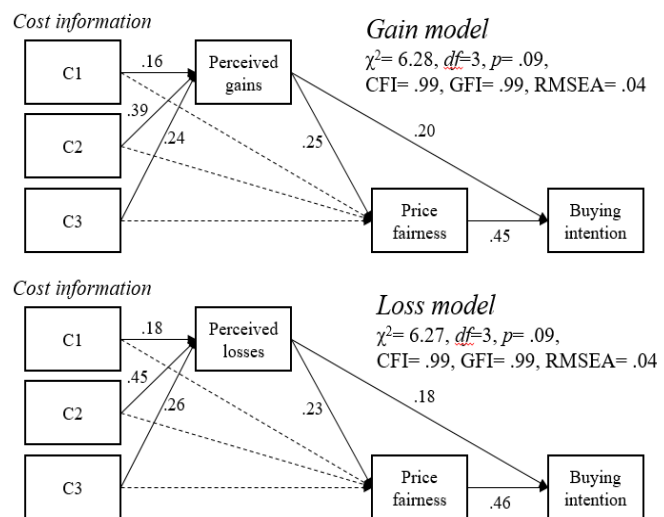 Cost information
Gain model
χ²= 6.28, df=3, p= .09,
CFI= .99, GFI= .99, RMSEA= .04
C1
.16
Perceived
gains
C2
.39
.24
.25
.20
C3
Price
fairness
.45
Buying
intention
Cost information
Loss model
χ²= 6.27, df=3, p= .09,
CFI= .99, GFI= .99, RMSEA= .04
C1
.18
Perceived
losses
C2
.45
.26
.23
.18
C3
Price
fairness
.46
Buying
intention